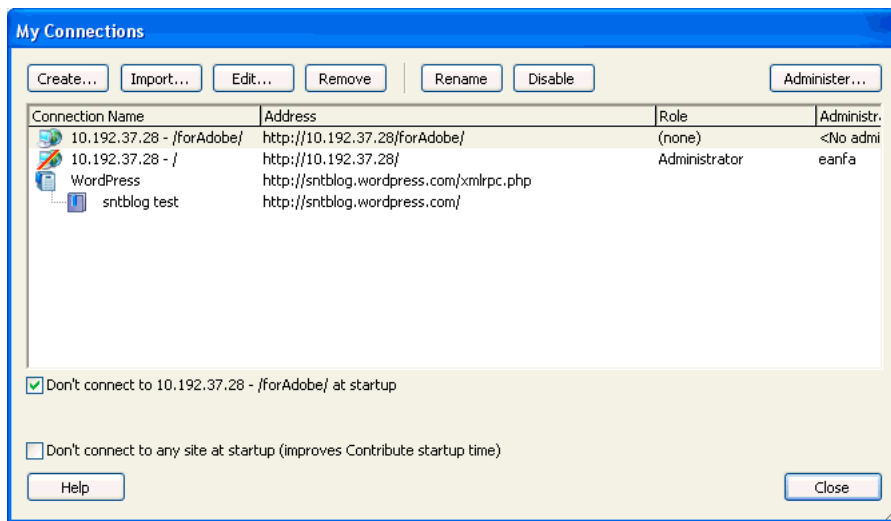 My Connections
Create... Import... Edit... Remove Rename Disable Administer...
Connection Name Address Role Administr
10.192.37.28 - /forAdobe/ http://10.192.37.28/forAdobe/ (none) <No admi
10.192.37.28 - / http://10.192.37.28/ Administrator eanfa
WordPress http://sntblog.wordpress.com/xmlrpc.php
sntblog test http://sntblog.wordpress.com/
Don't connect to 10.192.37.28 - /forAdobe/ at startup
Don't connect to any site at startup (improves Contribute startup time)
Help Close